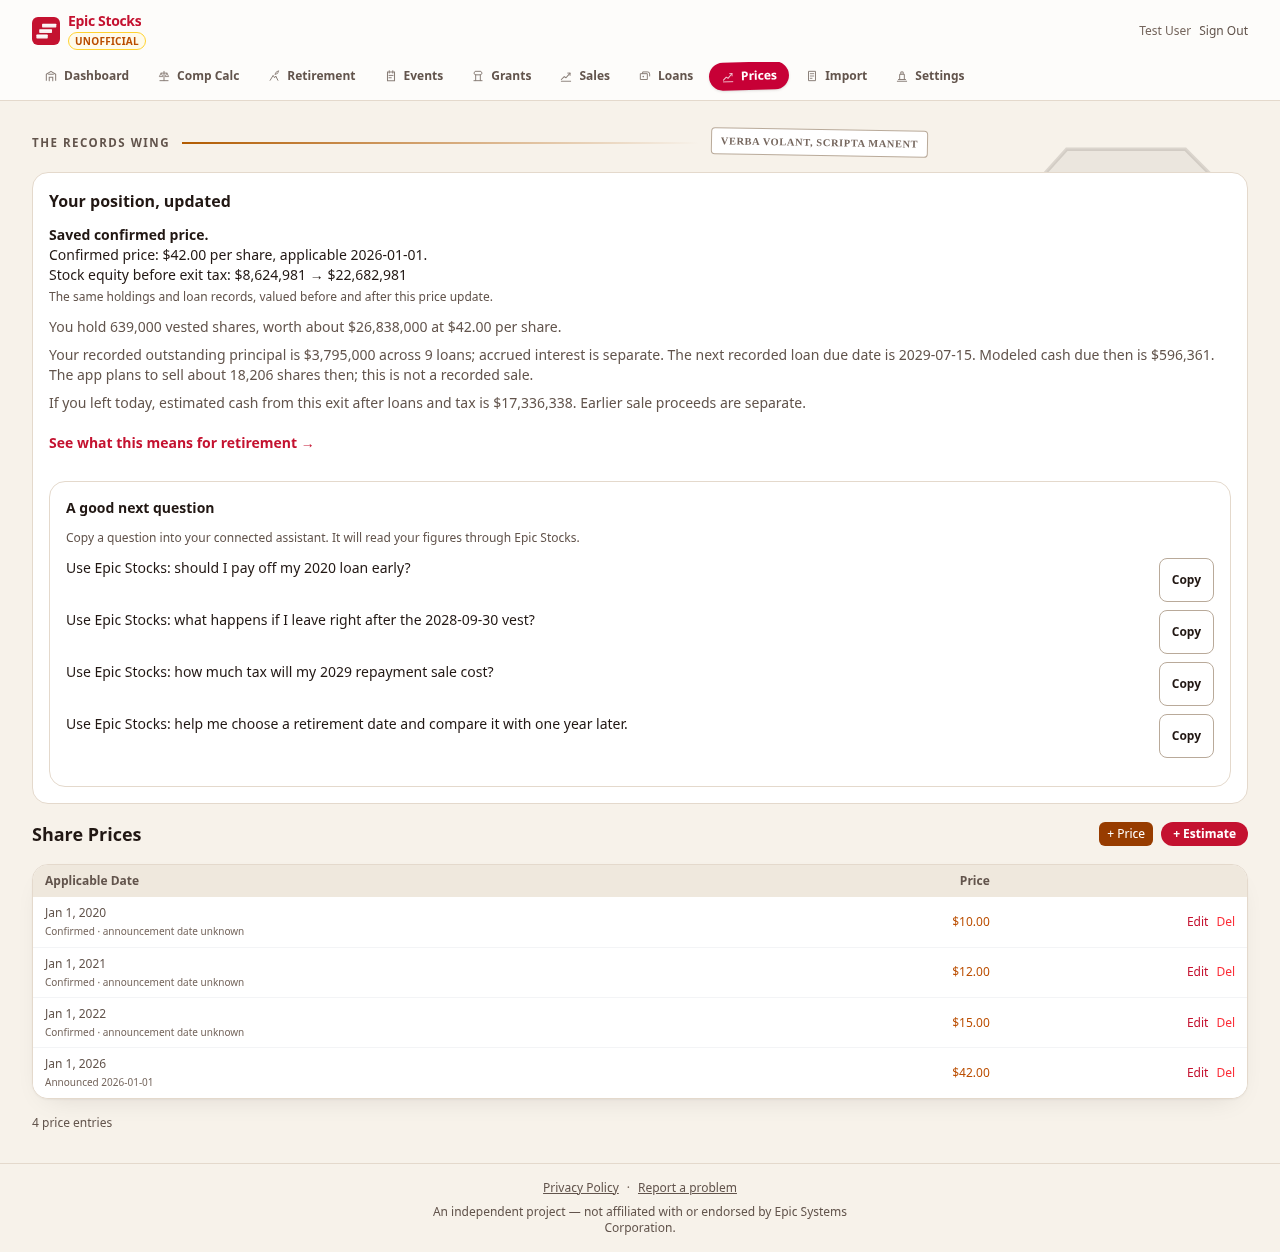 Epic Stocks
UNOFFICIAL
Test User Sign Out
Dashboard Comp Calc Retirement Events Grants Sales Loans Prices Import Settings
THE RECORDS WING
VERBA VOLANT, SCRIPTA MANENT
Your position, updated
Saved confirmed price.
Confirmed price: $42.00 per share, applicable 2026-01-01.
Stock equity before exit tax: $8,624,981 → $22,682,981
The same holdings and loan records, valued before and after this price update.
You hold 639,000 vested shares, worth about $26,838,000 at $42.00 per share.
Your recorded outstanding principal is $3,795,000 across 9 loans; accrued interest is separate. The next recorded loan due date is 2029-07-15. Modeled cash due then is $596,361.
The app plans to sell about 18,206 shares then; this is not a recorded sale.
If you left today, estimated cash from this exit after loans and tax is $17,336,338. Earlier sale proceeds are separate.
See what this means for retirement →
A good next question
Copy a question into your connected assistant. It will read your figures through Epic Stocks.
Use Epic Stocks: should I pay off my 2020 loan early?
Copy
Use Epic Stocks: what happens if I leave right after the 2028-09-30 vest?
Copy
Use Epic Stocks: how much tax will my 2029 repayment sale cost?
Copy
Use Epic Stocks: help me choose a retirement date and compare it with one year later.
Copy
Share Prices
+ Price + Estimate
Applicable Date Price
Jan 1, 2020
Confirmed · announcement date unknown
$10.00 Edit Del
Jan 1, 2021
Confirmed · announcement date unknown
$12.00 Edit Del
Jan 1, 2022
Confirmed · announcement date unknown
$15.00 Edit Del
Jan 1, 2026
Announced 2026-01-01
$42.00 Edit Del
4 price entries
Privacy Policy · Report a problem
An independent project — not affiliated with or endorsed by Epic Systems
Corporation.